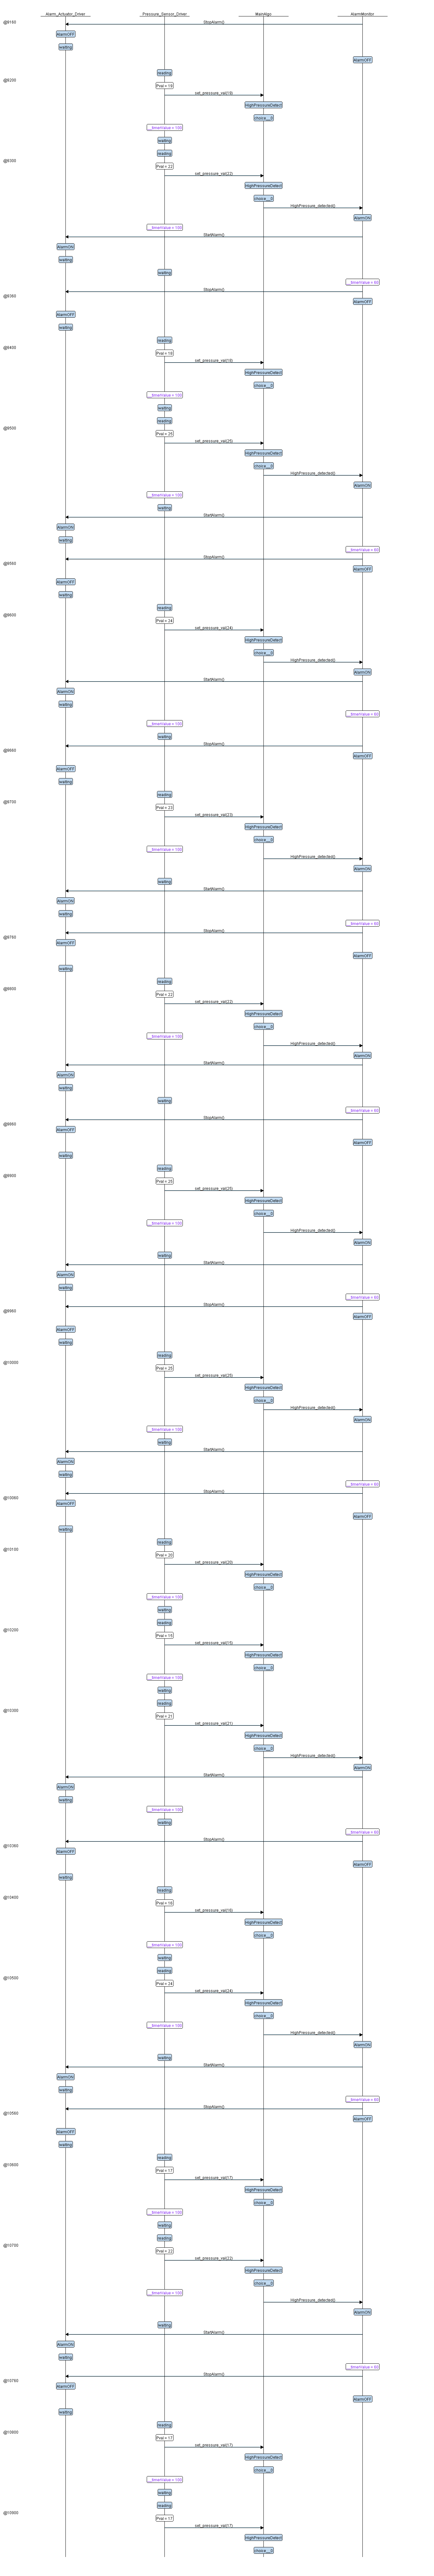 Alarm_Actuator_Driver
Pressure_Sensor_Driver
MainAlgo
AlarmMonitor
@9160
StopAlarm()
AlarmOFF
waiting
AlarmOFF
reading
@9200
Pval = 19
set_pressure_val(19)
HighPressureDetect
choice__0
__timerValue = 100
waiting
reading
@9300
Pval = 22
set_pressure_val(22)
HighPressureDetect
choice__0
HighPressure_detected()
AlarmON
__timerValue = 100
StartAlarm()
AlarmON
waiting
waiting
__timerValue = 60
StopAlarm()
@9360
AlarmOFF
AlarmOFF
waiting
reading
@9400
Pval = 16
set_pressure_val(16)
HighPressureDetect
choice__0
__timerValue = 100
waiting
reading
@9500
Pval = 25
set_pressure_val(25)
HighPressureDetect
choice__0
HighPressure_detected()
AlarmON
__timerValue = 100
waiting
StartAlarm()
AlarmON
waiting
__timerValue = 60
StopAlarm()
@9560
AlarmOFF
AlarmOFF
waiting
reading
@9600
Pval = 24
set_pressure_val(24)
HighPressureDetect
choice__0
HighPressure_detected()
AlarmON
StartAlarm()
AlarmON
waiting
__timerValue = 60
__timerValue = 100
waiting
StopAlarm()
@9660
AlarmOFF
AlarmOFF
waiting
reading
@9700
Pval = 23
set_pressure_val(23)
HighPressureDetect
choice__0
__timerValue = 100
HighPressure_detected()
AlarmON
waiting
StartAlarm()
AlarmON
waiting
__timerValue = 60
StopAlarm()
@9760
AlarmOFF
AlarmOFF
waiting
reading
@9800
Pval = 22
set_pressure_val(22)
HighPressureDetect
choice__0
__timerValue = 100
HighPressure_detected()
AlarmON
StartAlarm()
AlarmON
waiting
waiting
__timerValue = 60
StopAlarm()
@9860
AlarmOFF
AlarmOFF
waiting
reading
@9900
Pval = 25
set_pressure_val(25)
HighPressureDetect
choice__0
__timerValue = 100
HighPressure_detected()
AlarmON
waiting
StartAlarm()
AlarmON
waiting
__timerValue = 60
StopAlarm()
@9960
AlarmOFF
AlarmOFF
waiting
reading
@10000
Pval = 25
set_pressure_val(25)
HighPressureDetect
choice__0
HighPressure_detected()
AlarmON
__timerValue = 100
waiting
StartAlarm()
AlarmON
waiting
__timerValue = 60
StopAlarm()
@10060
AlarmOFF
AlarmOFF
waiting
reading
@10100
Pval = 20
set_pressure_val(20)
HighPressureDetect
choice__0
__timerValue = 100
waiting
reading
@10200
Pval = 15
set_pressure_val(15)
HighPressureDetect
choice__0
__timerValue = 100
waiting
reading
@10300
Pval = 21
set_pressure_val(21)
HighPressureDetect
choice__0
HighPressure_detected()
AlarmON
StartAlarm()
AlarmON
waiting
__timerValue = 100
waiting
__timerValue = 60
StopAlarm()
@10360
AlarmOFF
AlarmOFF
waiting
reading
@10400
Pval = 16
set_pressure_val(16)
HighPressureDetect
choice__0
__timerValue = 100
waiting
reading
@10500
Pval = 24
set_pressure_val(24)
HighPressureDetect
choice__0
__timerValue = 100
HighPressure_detected()
AlarmON
waiting
StartAlarm()
AlarmON
waiting
__timerValue = 60
StopAlarm()
@10560
AlarmOFF
AlarmOFF
waiting
reading
@10600
Pval = 17
set_pressure_val(17)
HighPressureDetect
choice__0
__timerValue = 100
waiting
reading
@10700
Pval = 22
set_pressure_val(22)
HighPressureDetect
choice__0
__timerValue = 100
HighPressure_detected()
AlarmON
waiting
StartAlarm()
AlarmON
waiting
__timerValue = 60
StopAlarm()
@10760
AlarmOFF
AlarmOFF
waiting
reading
@10800
Pval = 17
set_pressure_val(17)
HighPressureDetect
choice__0
__timerValue = 100
waiting
reading
@10900
Pval = 17
set_pressure_val(17)
HighPressureDetect
choice__0